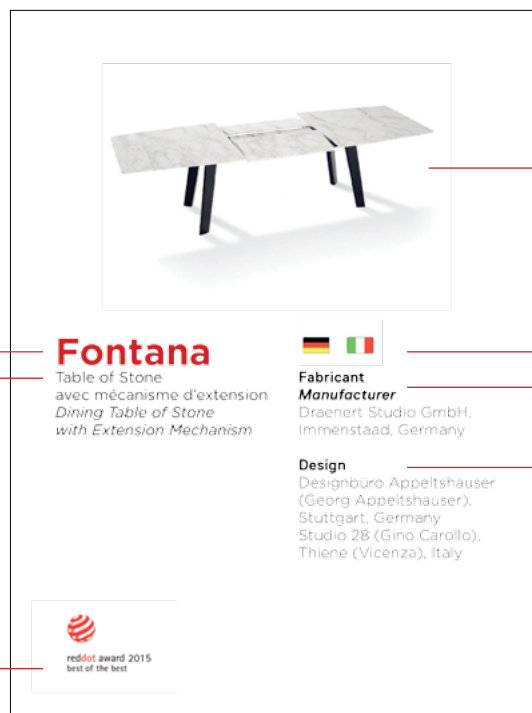 Fontana
Table of Stone
avec mécanisme d'extension
Dining Table of Stone
with Extension Mechanism
Fabricant
Manufacturer
Draenert Studio GmbH,
Immenstaad, Germany
Design
Designbüro Appeltshauser
(Georg Appeltshauser),
Stuttgart, Germany
Studio 28 (Gino Carollo),
Thiene (Vicenza), Italy
reddot award 2015
best of the best